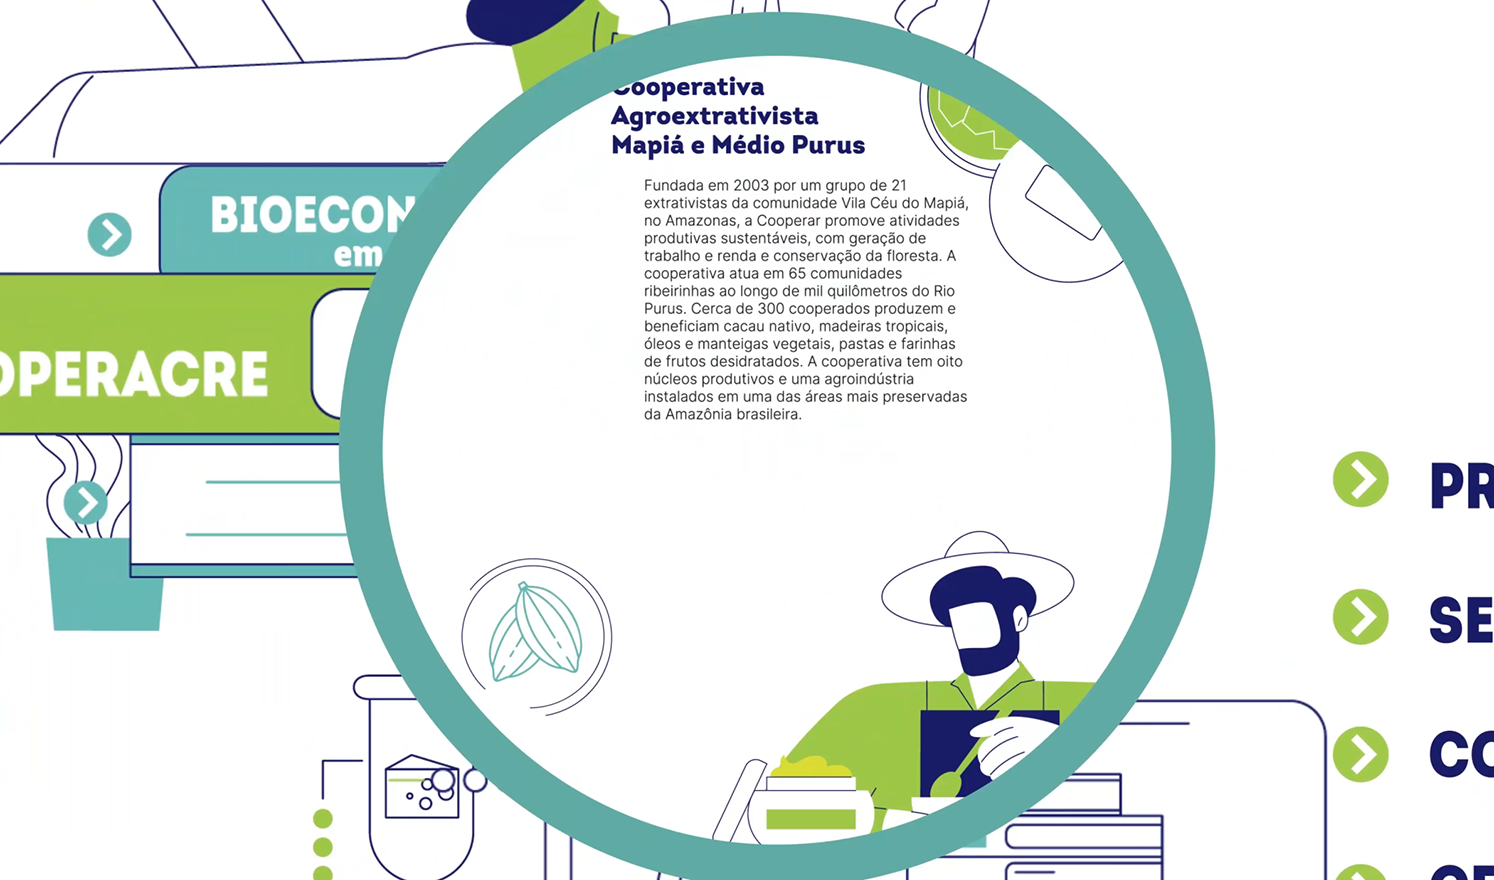 Cooperativa
Agroextrativista
Mapiá e Médio Purus
Fundada em 2003 por um grupo de 21
extrativistas da comunidade Vila Céu do Mapiá,
no Amazonas, a Cooperar promove atividades
produtivas sustentáveis, com geração de
trabalho e renda e conservação da floresta. A
cooperativa atua em 65 comunidades
ribeirinhas ao longo de mil quilômetros do Rio
Purus. Cerca de 300 cooperados produzem e
beneficiam cacau nativo, madeiras tropicais,
óleos e manteigas vegetais, pastas e farinhas
de frutos desidratados. A cooperativa tem oito
núcleos produtivos e uma agroindústria
instalados em uma das áreas mais preservadas
da Amazônia brasileira.
BIOECON
em
OPERACRE
PR
SE
CO